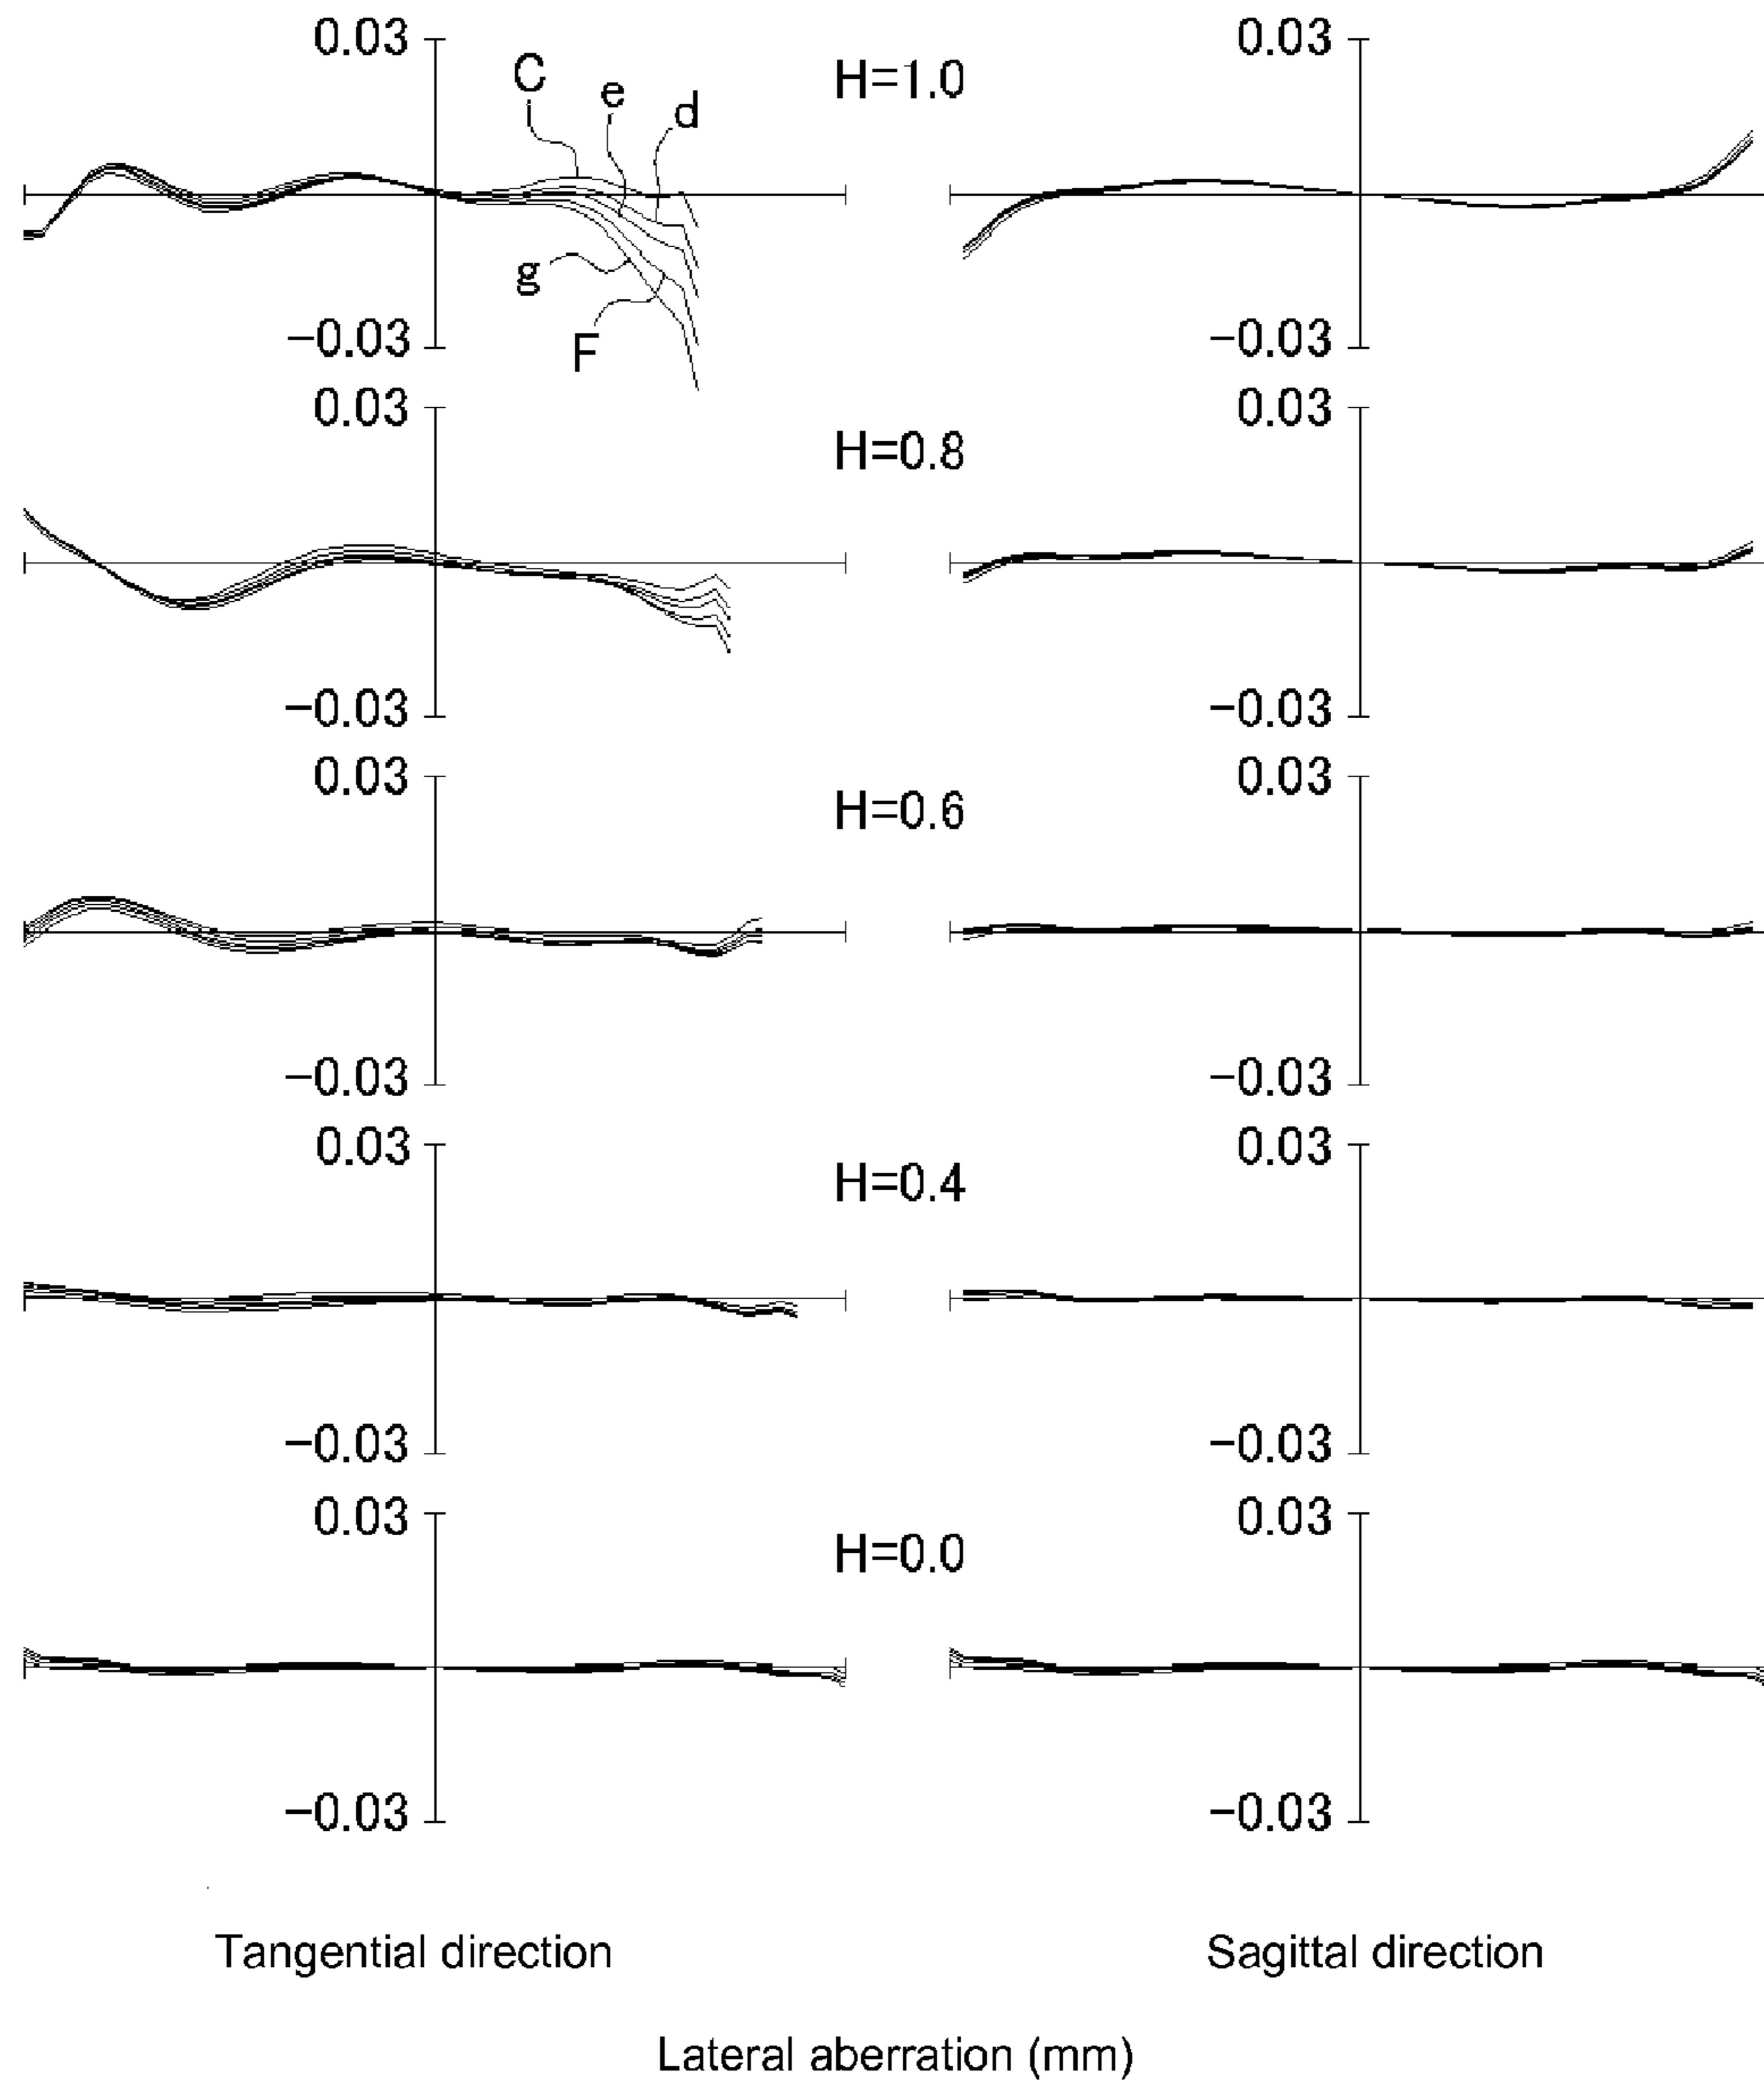 0.03 0.03
H=1.0
C e d
g
F
−0.03 −0.03
0.03 0.03
H=0.8
−0.03 −0.03
0.03 0.03
H=0.6
−0.03 −0.03
0.03 0.03
H=0.4
−0.03 −0.03
0.03 0.03
H=0.0
−0.03 −0.03
Tangential direction Sagittal direction
Lateral aberration (mm)